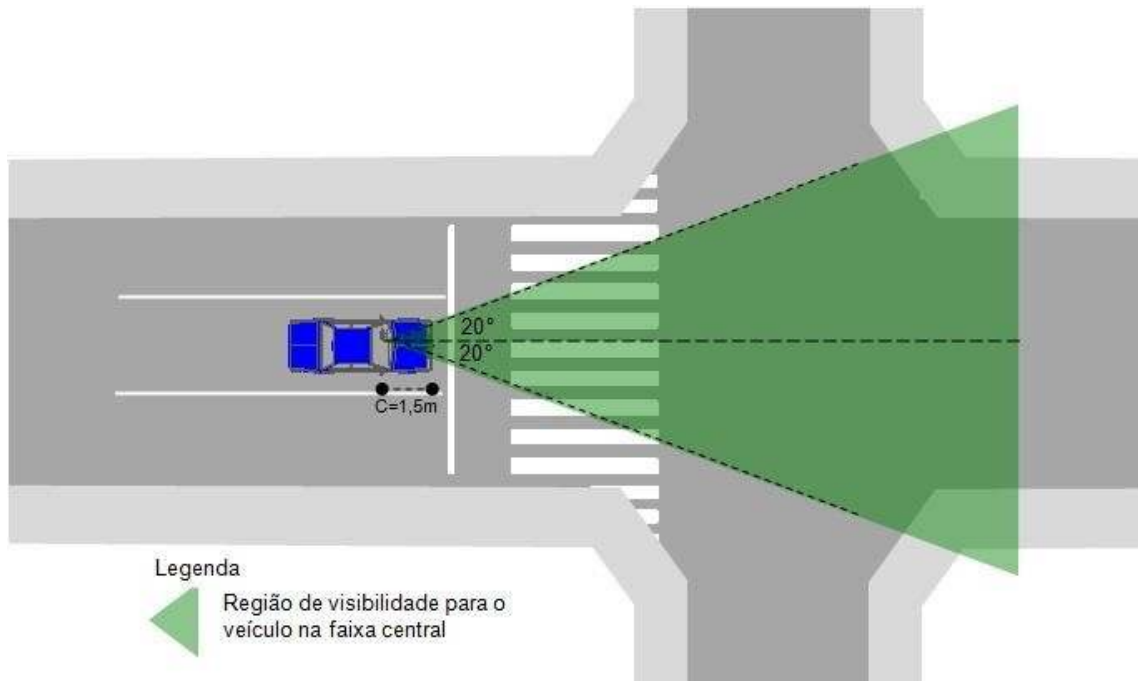 20°
20°
C=1,5m
Legenda
Região de visibilidade para o
veículo na faixa central